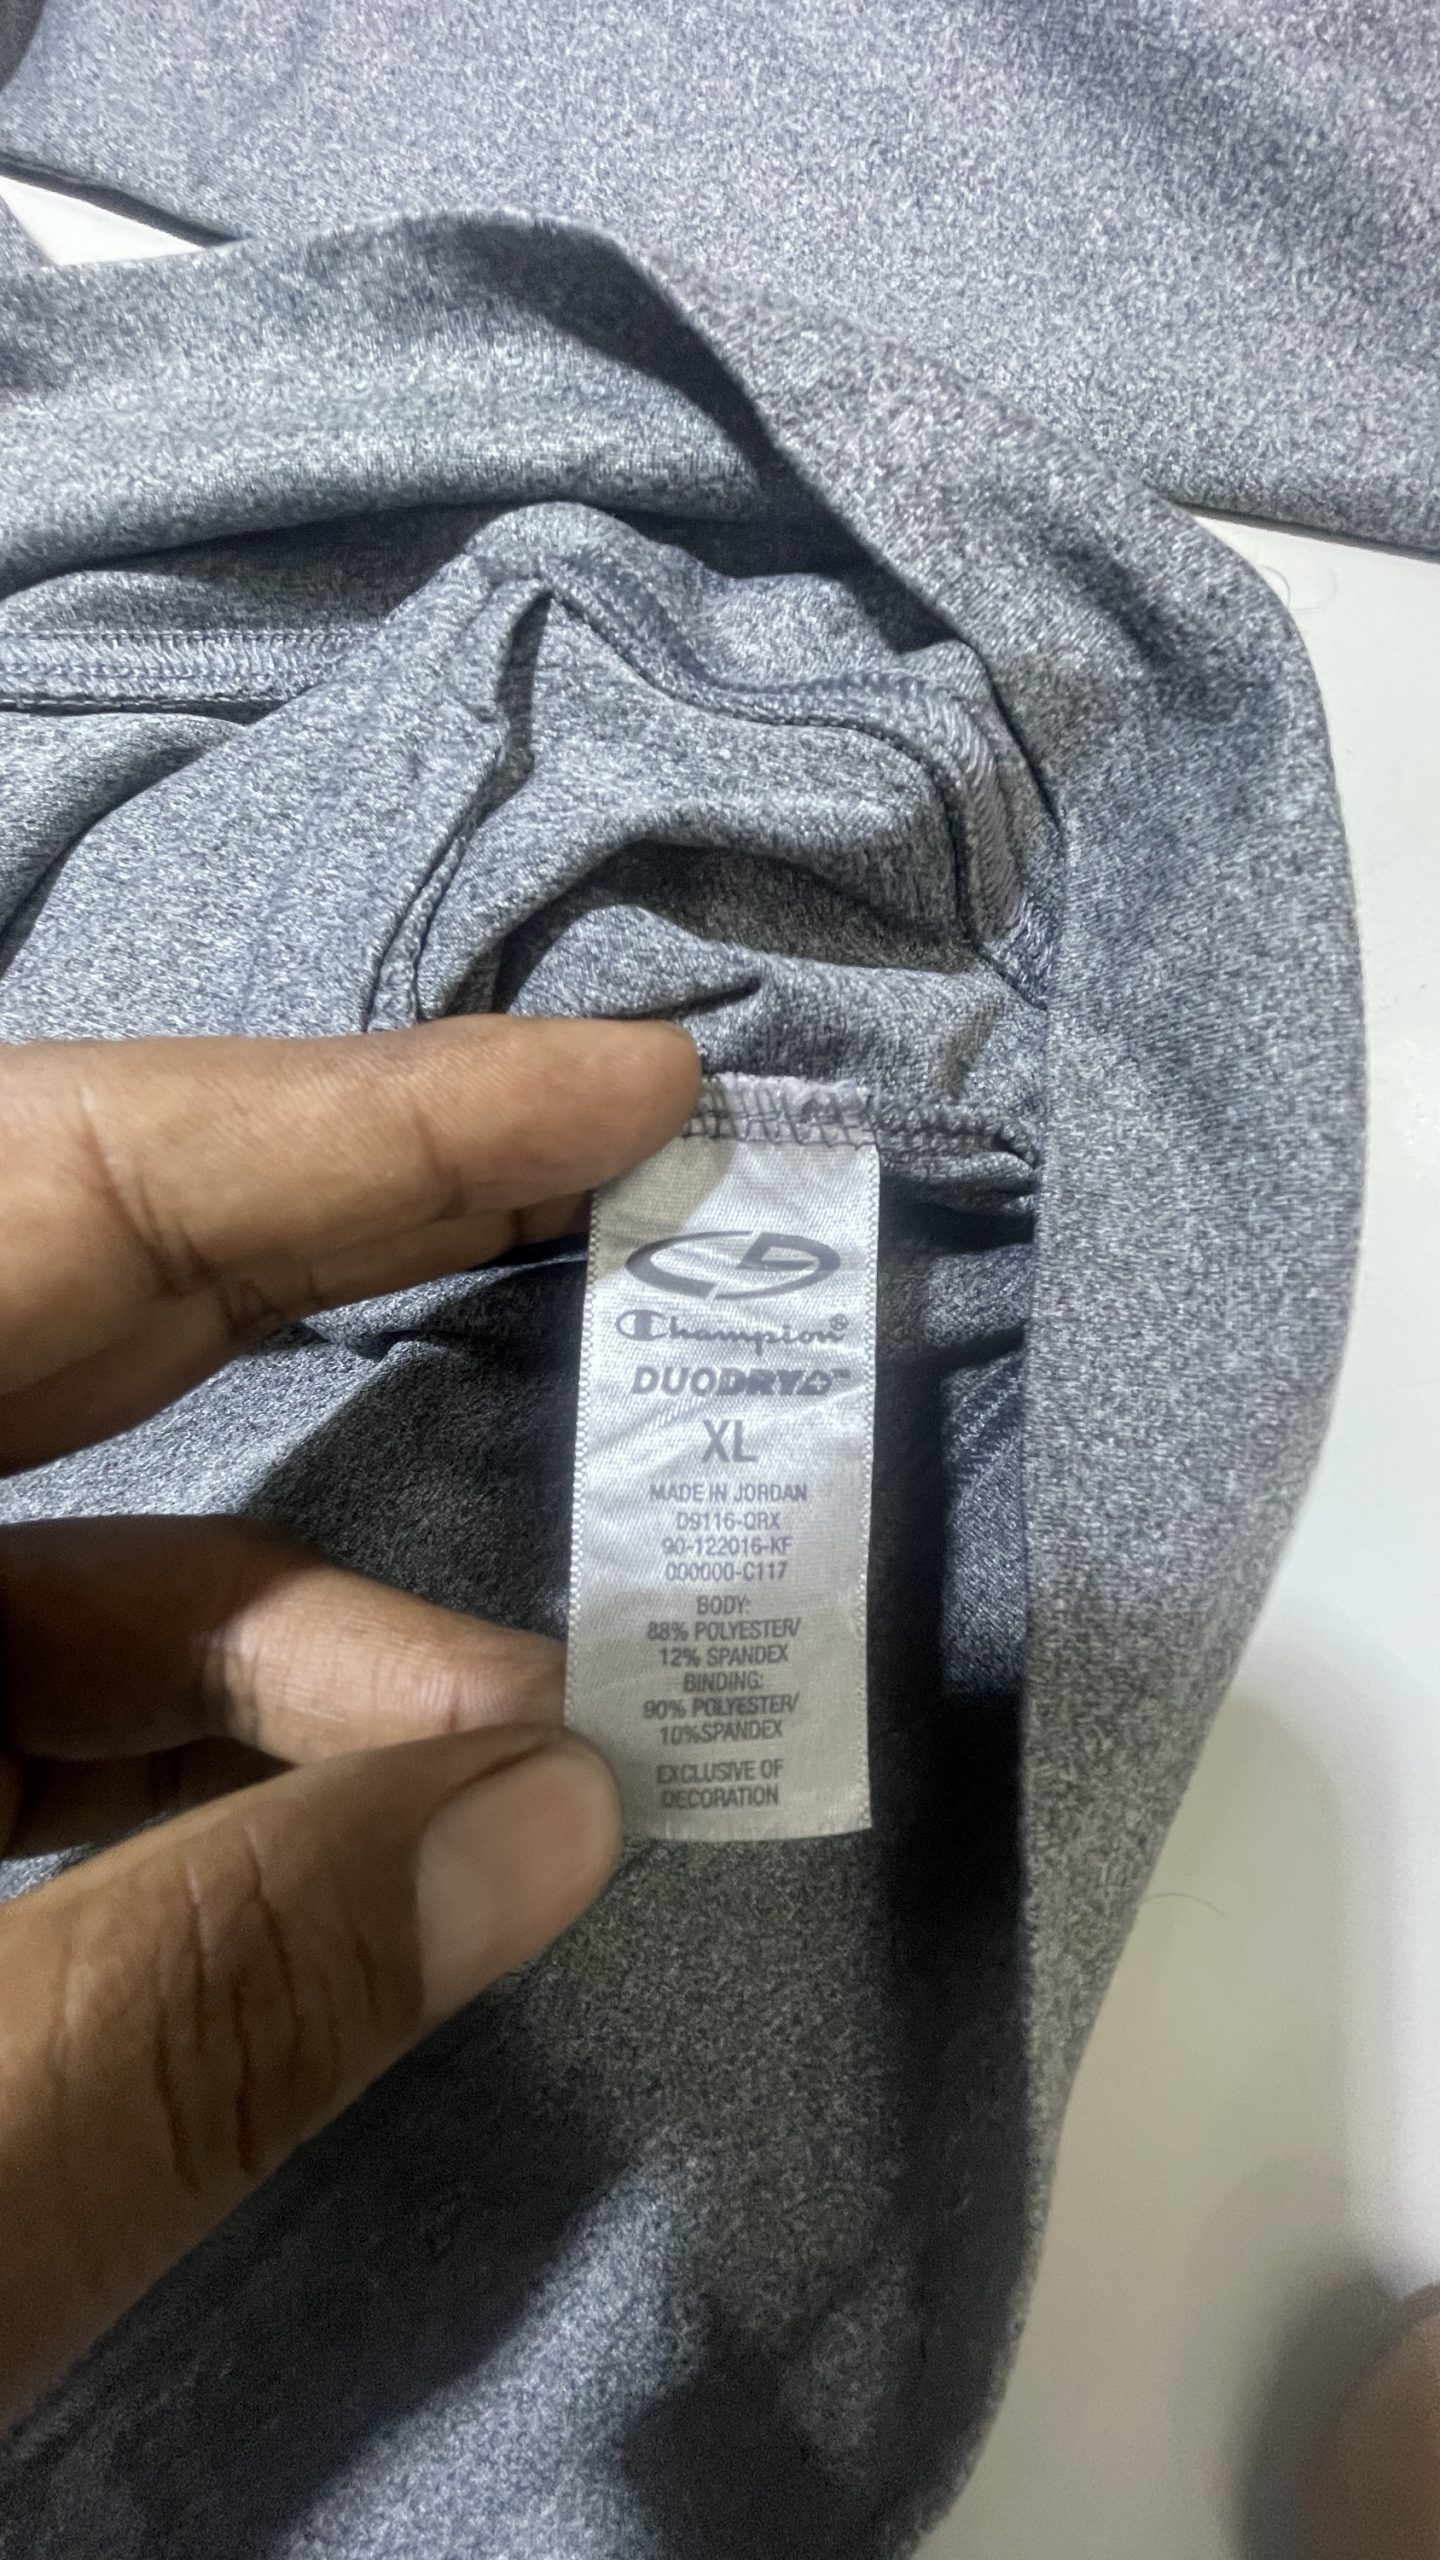 Champion®
DUODRY+D™
XL
MADE IN JORDAN
D9116-QRX
90-122016-KF
000000-C117
BODY:
88% POLYESTER/
12% SPANDEX
BINDING:
90% POLYESTER/
10%SPANDEX
EXCLUSIVE OF
DECORATION